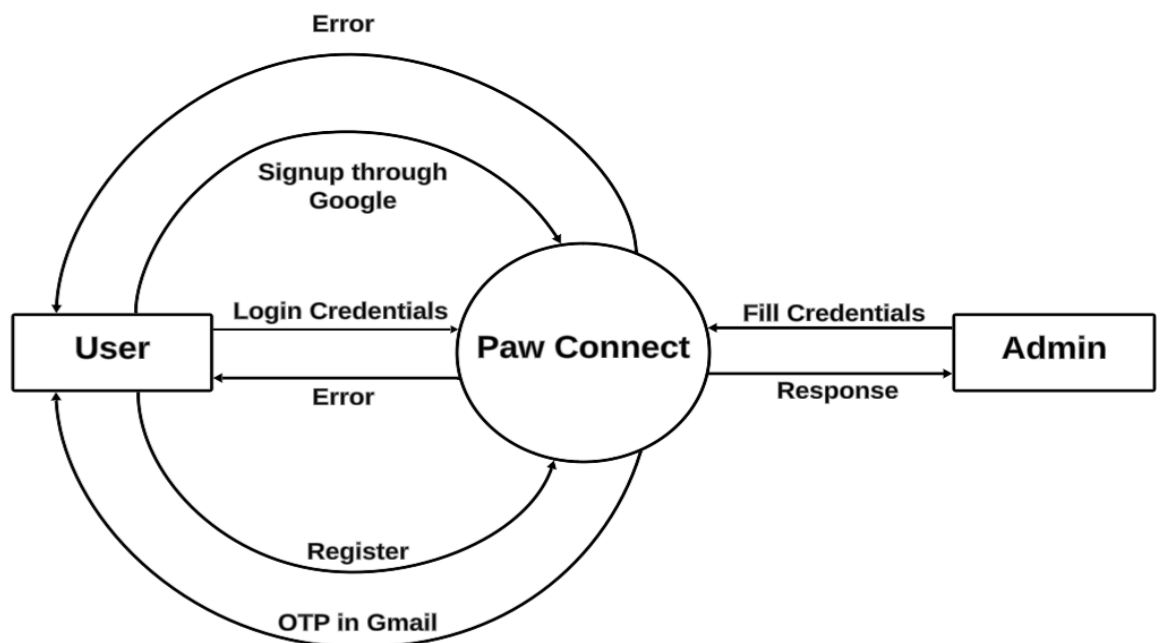 Error
Signup through
Google
Login Credentials
Fill Credentials
User
Paw Connect
Admin
Error
Response
Register
OTP in Gmail